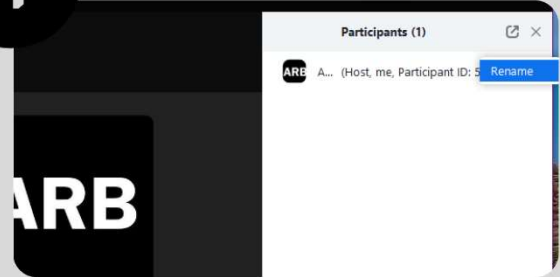 Participants (1)
ARB A... (Host, me, Participant ID: 5 Rename
ARB